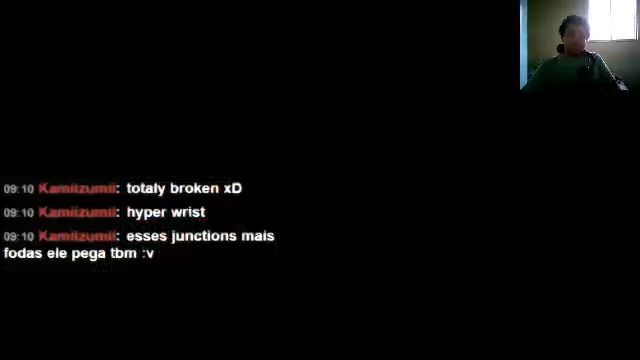 09:10 Kamiizumii: totaly broken xD
09:10 Kamiizumii: hyper wrist
09:10 Kamiizumii: esses junctions mais
fodas ele pega tbm :v